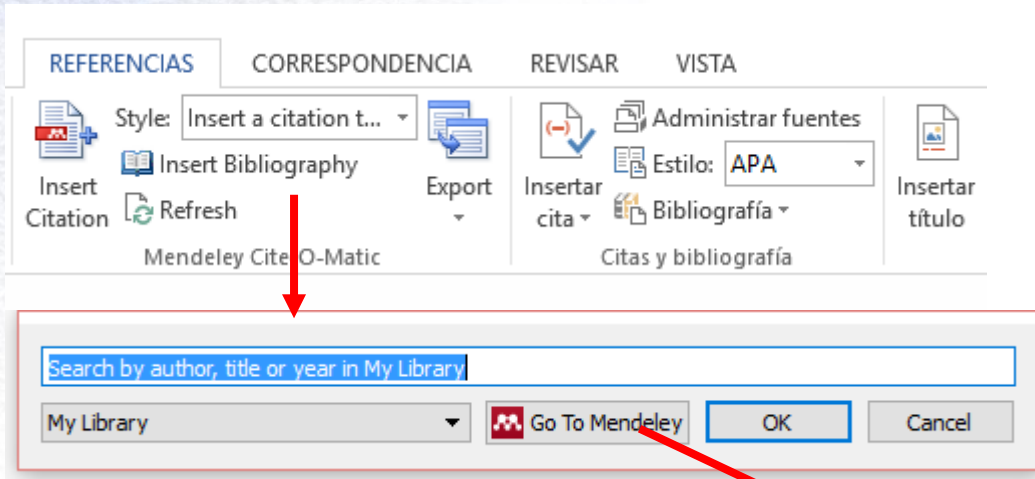 REFERENCIAS CORRESPONDENCIA REVISAR VISTA
Style: Insert a citation t...
Insert Bibliography
Refresh
Insert
Citation
Export
Mendeley Cite-O-Matic
Insertar
cita
Administrar fuentes
Estilo: APA
Bibliografía
Citas y bibliografía
Insertar
título
Search by author, title or year in My Library
My Library Go To Mendeley OK Cancel